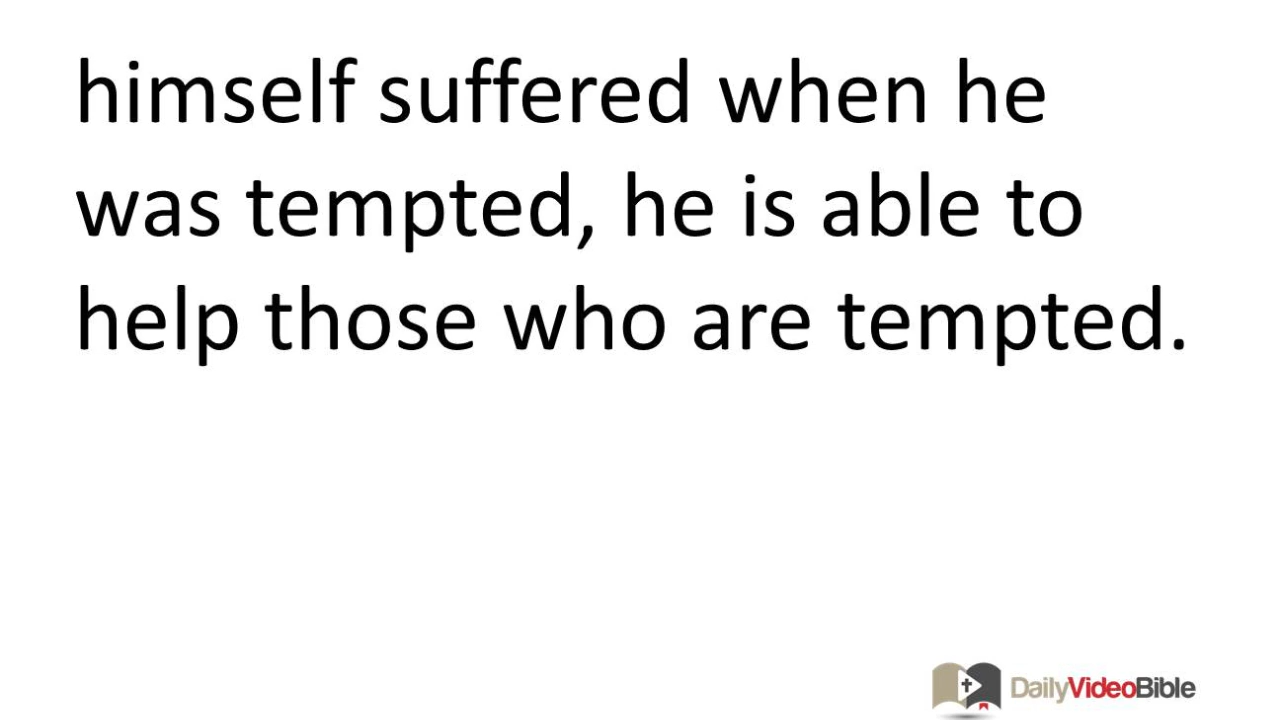 himself suffered when he
was tempted, he is able to
help those who are tempted.
DailyVideoBible